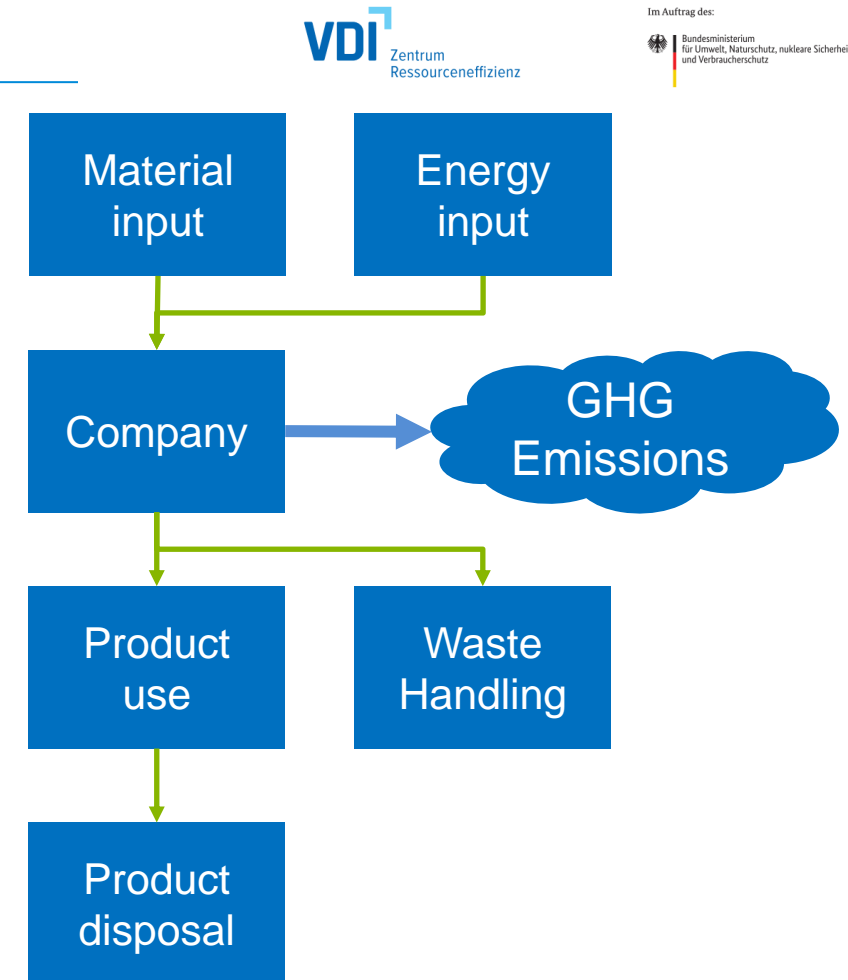 Im Auftrag des:
VDI
Zentrum
Ressourceneffizienz
Bundesministerium
für Umwelt, Naturschutz, nukleare Sicherhei
und Verbraucherschutz
Material
input
Energy
input
Company
GHG
Emissions
Product
use
Waste
Handling
Product
disposal